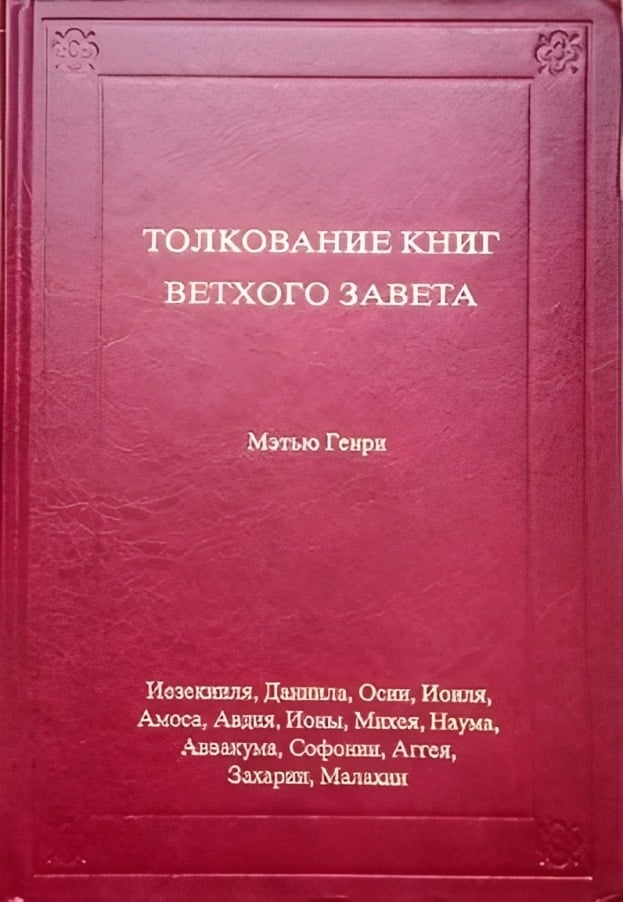 ТОЛКОВАНИЕ КНИГ
ВЕТХОГО ЗАВЕТА
Мэтью Генри
Иезекииля, Даниила, Осии, Иоиля,
Амоса, Авдия, Ионы, Михея, Наума,
Аввакума, Софонии, Аггея,
Захарии, Малахии